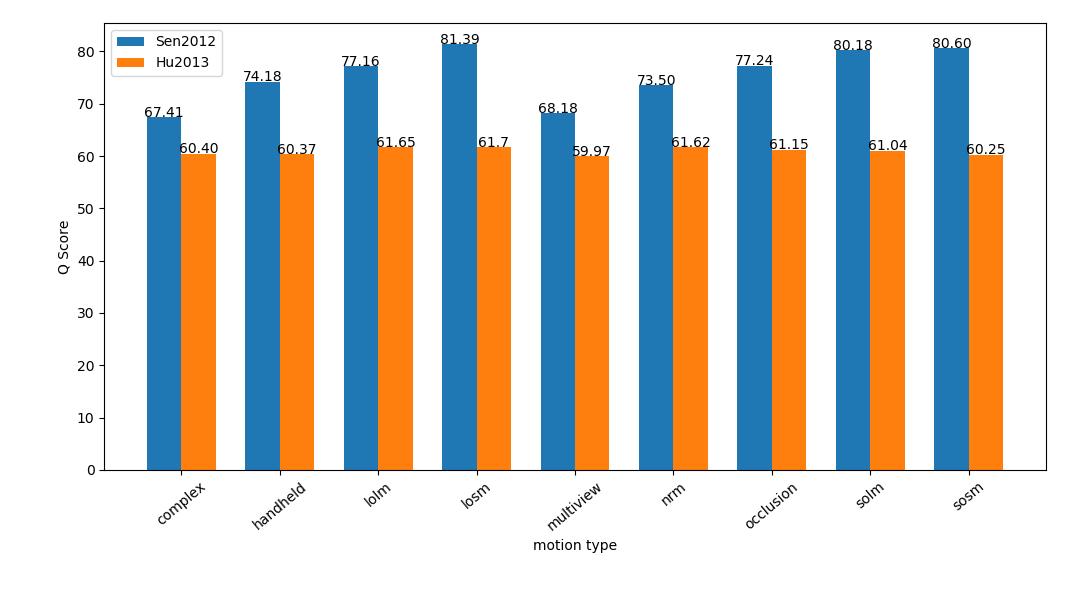 Sen2012
Hu2013
80
70
60
50
40
30
20
10
0
Q Score
67.41
60.40
74.18
60.37
77.16
61.65
81.39
61.7
68.18
59.97
73.50
61.62
77.24
61.15
80.18
61.04
80.60
60.25
complex
handheld
lolm
losm
multiview
nrm
occlusion
solm
sosm
motion type